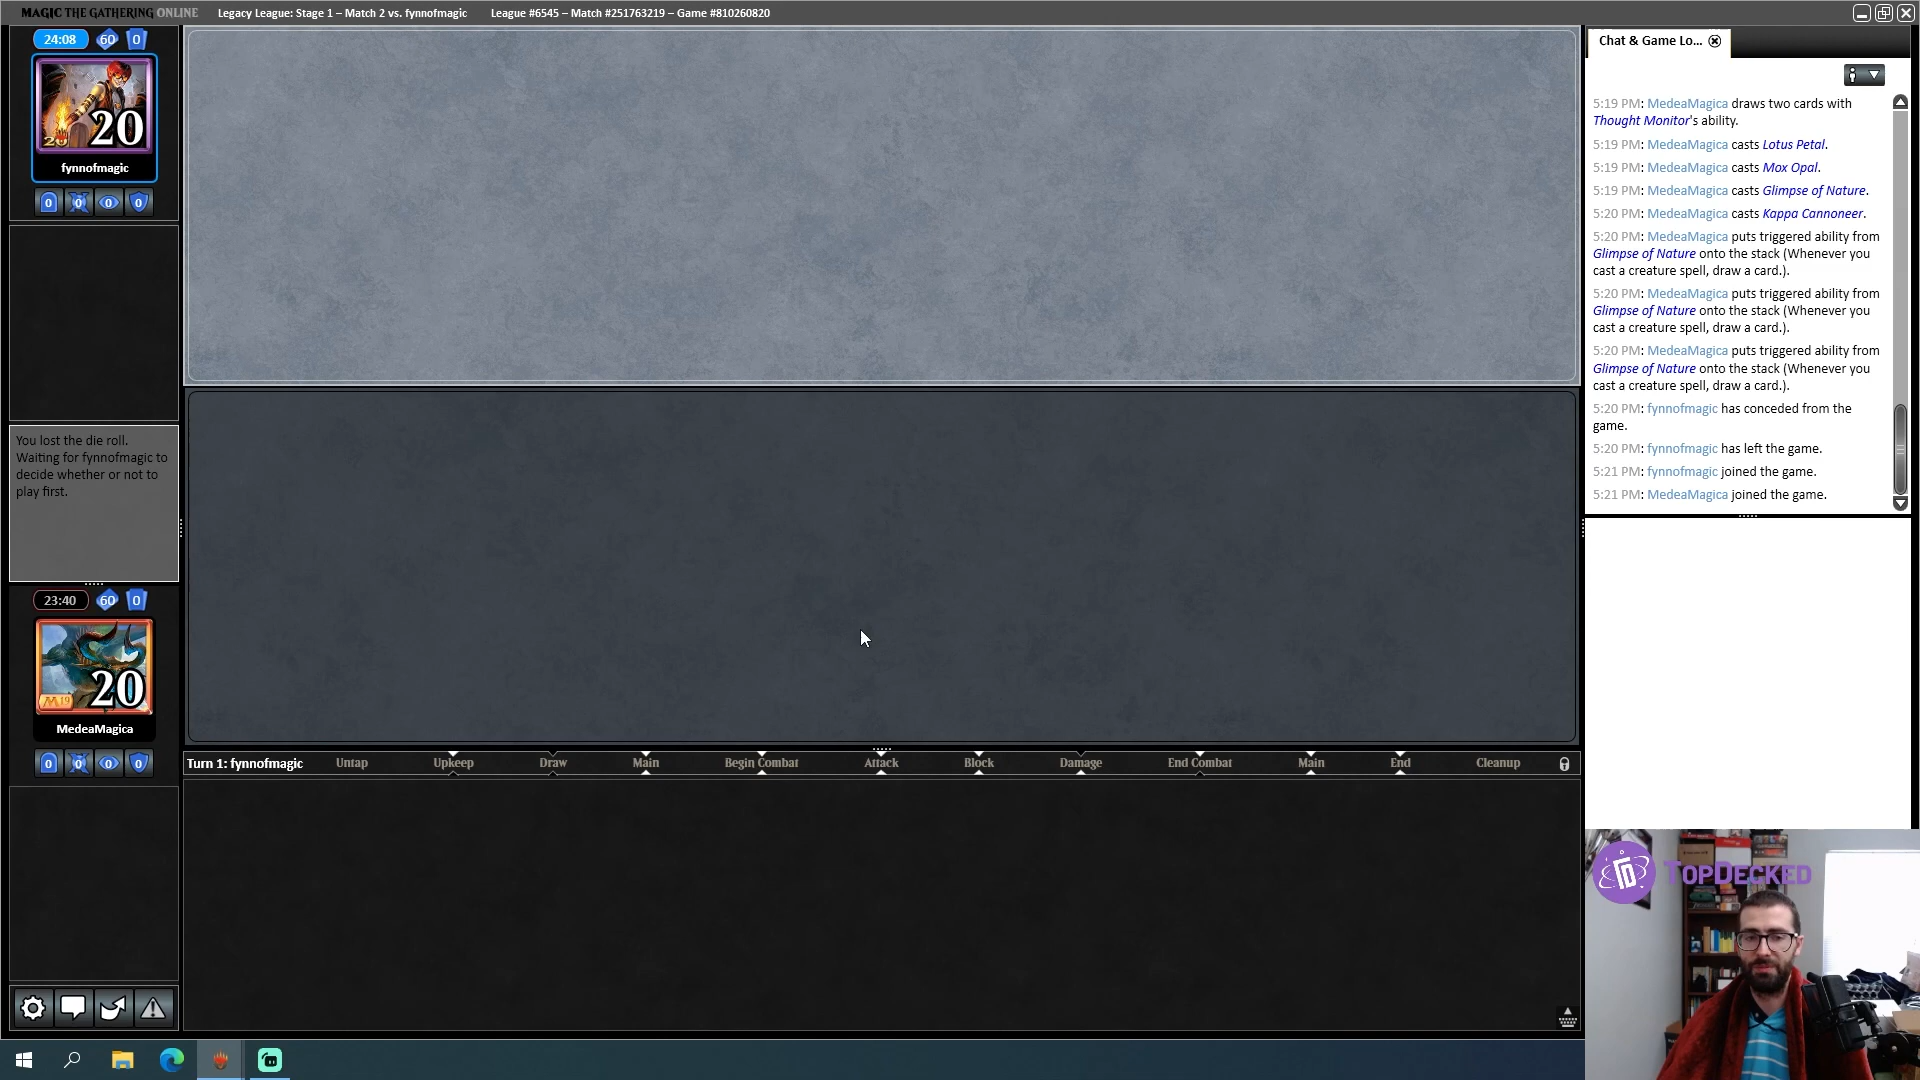 MAGIC THE GATHERING ONLINE
Legacy League: Stage 1 – Match 2 vs. fynnofmagic
League #6545 – Match #251763219 – Game #810260820
24:08
60
0
20
20
fynnofmagic
0
0
0
0
You lost the die roll.
Waiting for fynnofmagic to
decide whether or not to
play first.
23:40
60
0
M19
20
MedeaMagica
0
0
0
0
Turn 1: fynnofmagic
Untap
Upkeep
Draw
Main
Begin Combat
Attack
Block
Damage
End Combat
Main
End
Cleanup
Chat & Game Lo...
5:19 PM: MedeaMagica draws two cards with
Thought Monitor's ability.
5:19 PM: MedeaMagica casts Lotus Petal.
5:19 PM: MedeaMagica casts Mox Opal.
5:19 PM: MedeaMagica casts Glimpse of Nature.
5:20 PM: MedeaMagica casts Kappa Cannoneer.
5:20 PM: MedeaMagica puts triggered ability from
Glimpse of Nature onto the stack (Whenever you
cast a creature spell, draw a card.).
5:20 PM: MedeaMagica puts triggered ability from
Glimpse of Nature onto the stack (Whenever you
cast a creature spell, draw a card.).
5:20 PM: MedeaMagica puts triggered ability from
Glimpse of Nature onto the stack (Whenever you
cast a creature spell, draw a card.).
5:20 PM: fynnofmagic has conceded from the
game.
5:20 PM: fynnofmagic has left the game.
5:21 PM: fynnofmagic joined the game.
5:21 PM: MedeaMagica joined the game.
TOPDECKED